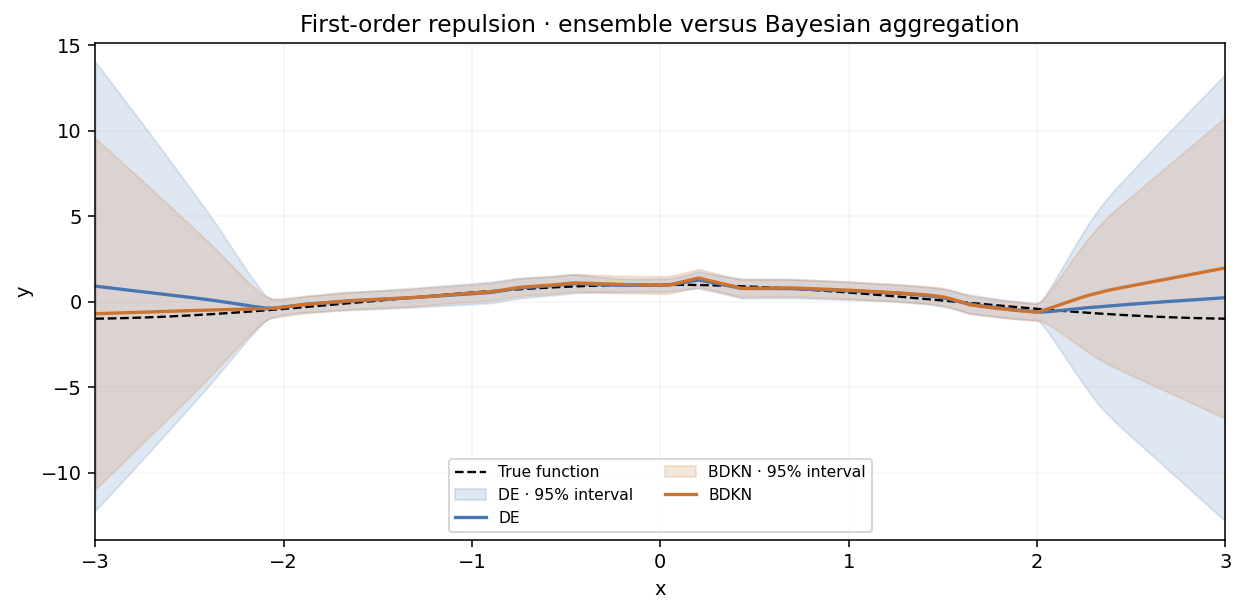 First-order repulsion · ensemble versus Bayesian aggregation
15
10
5
0
−5
−10
y
−3
−2
−1
0
1
2
3
x
True function
DE · 95% interval
DE
BDKN · 95% interval
BDKN